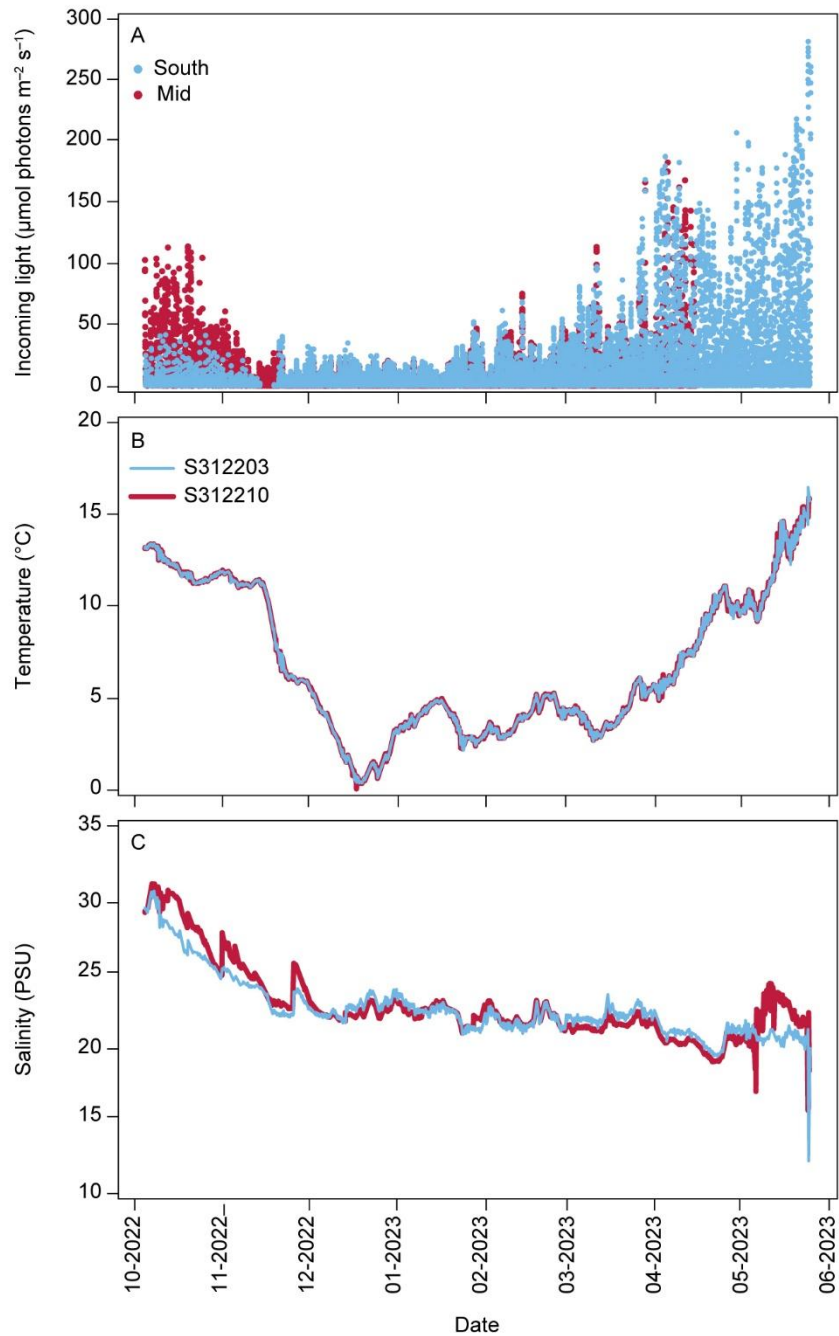 A
South
Mid
Incoming light (µmol photons m⁻² s⁻¹)
300
250
200
150
100
50
0
B
S312203
S312210
Temperature (°C)
20
15
10
5
0
C
Salinity (PSU)
35
30
25
20
15
10
10-2022
11-2022
12-2022
01-2023
02-2023
03-2023
04-2023
05-2023
06-2023
Date